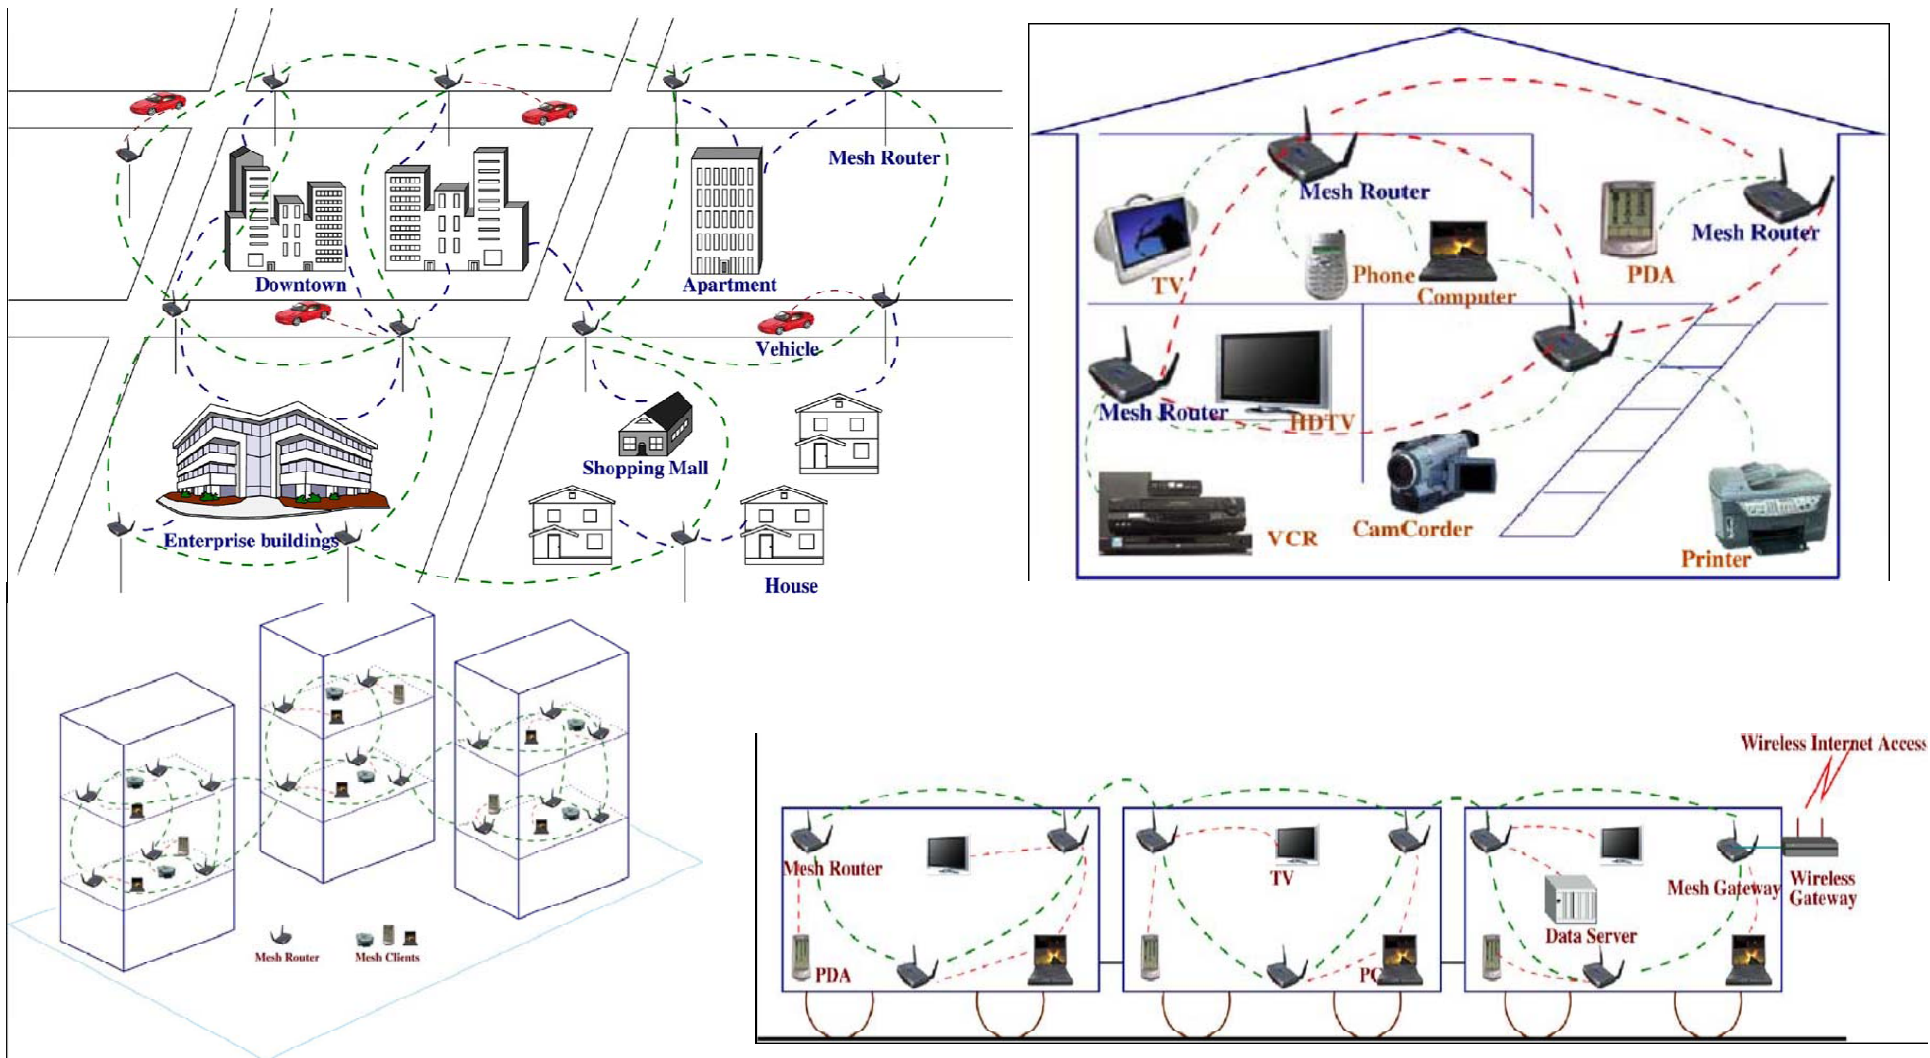 Mesh Router
Downtown
Apartment
Vehicle
Shopping Mall
Enterprise buildings
House
Mesh Router
Mesh Router
TV
Phone
Computer
PDA
Mesh Router
HDTV
VCR
CamCorder
Printer
Mesh Router
Mesh Clients
Wireless Internet Access
Mesh Router
TV
Mesh Gateway
Wireless
Gateway
Data Server
PDA
PC